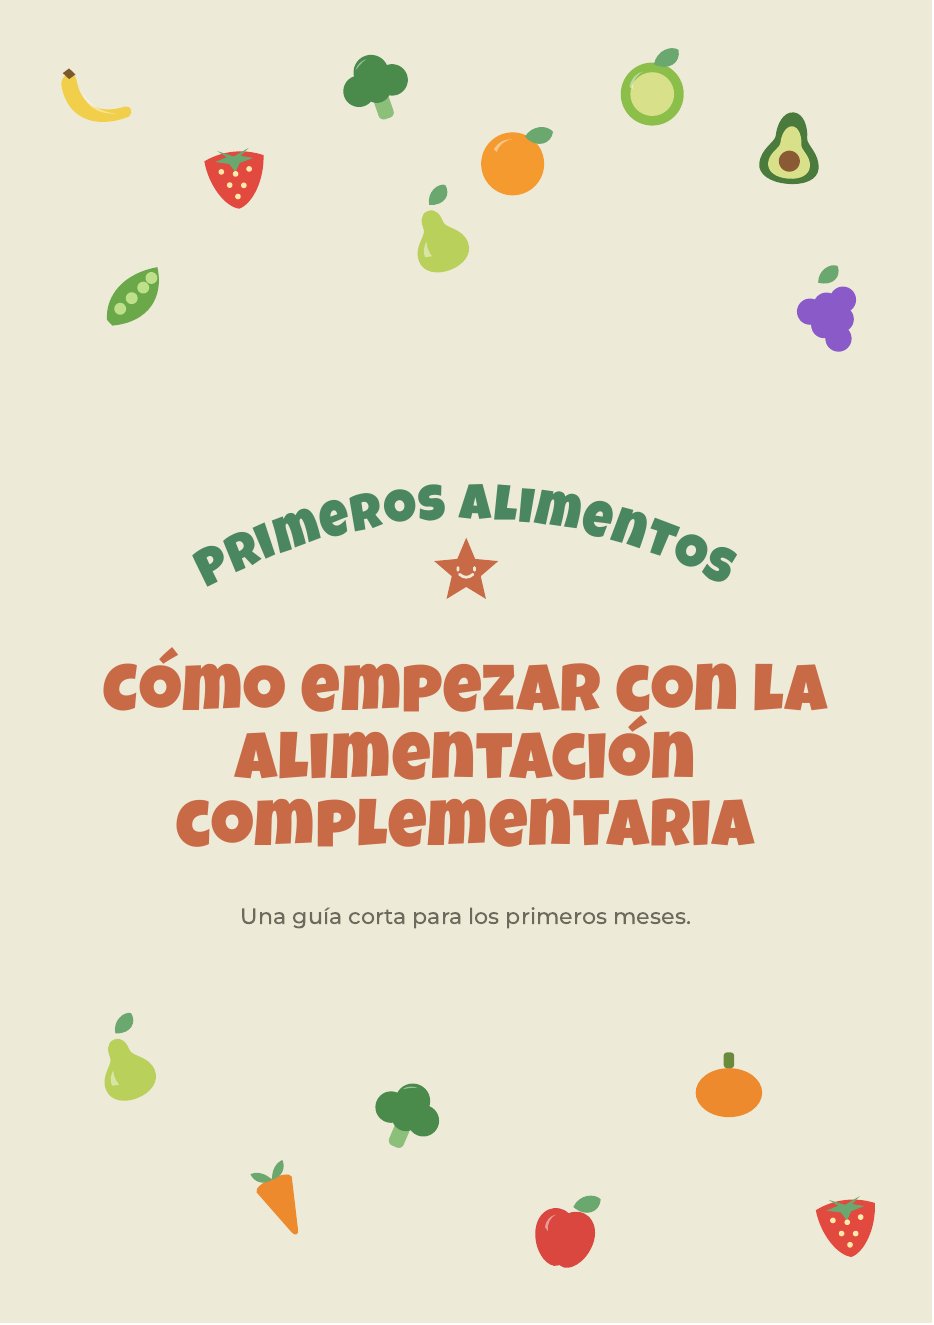 PRIMEROS ALIMENTOS
CÓMO EMPEZAR CON LA
ALIMENTACIÓN
COMPLEMENTARIA
Una guía corta para los primeros meses.